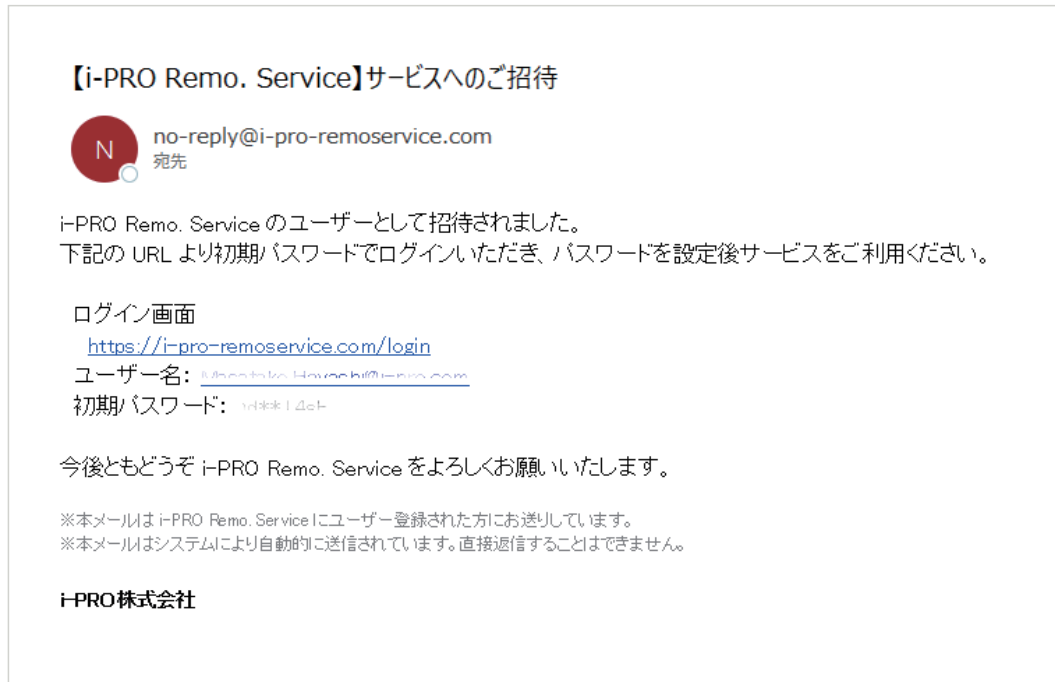 【i-PRO Remo. Service】サービスへのご招待
N
no-reply@i-pro-remoservice.com
宛先
i-PRO Remo. Service のユーザーとして招待されました。
下記の URL より初期パスワードでログインいただき、パスワードを設定後サービスをご利用ください。
ログイン画面
https://i-pro-remoservice.com/login
ユーザー名:
初期パスワード:
今後ともどうぞ i-PRO Remo. Service をよろしくお願いいたします。
※本メールは i-PRO Remo. Service にユーザー登録された方にお送りしています。
※本メールはシステムにより自動的に送信されています。直接返信することはできません。
i-PRO株式会社